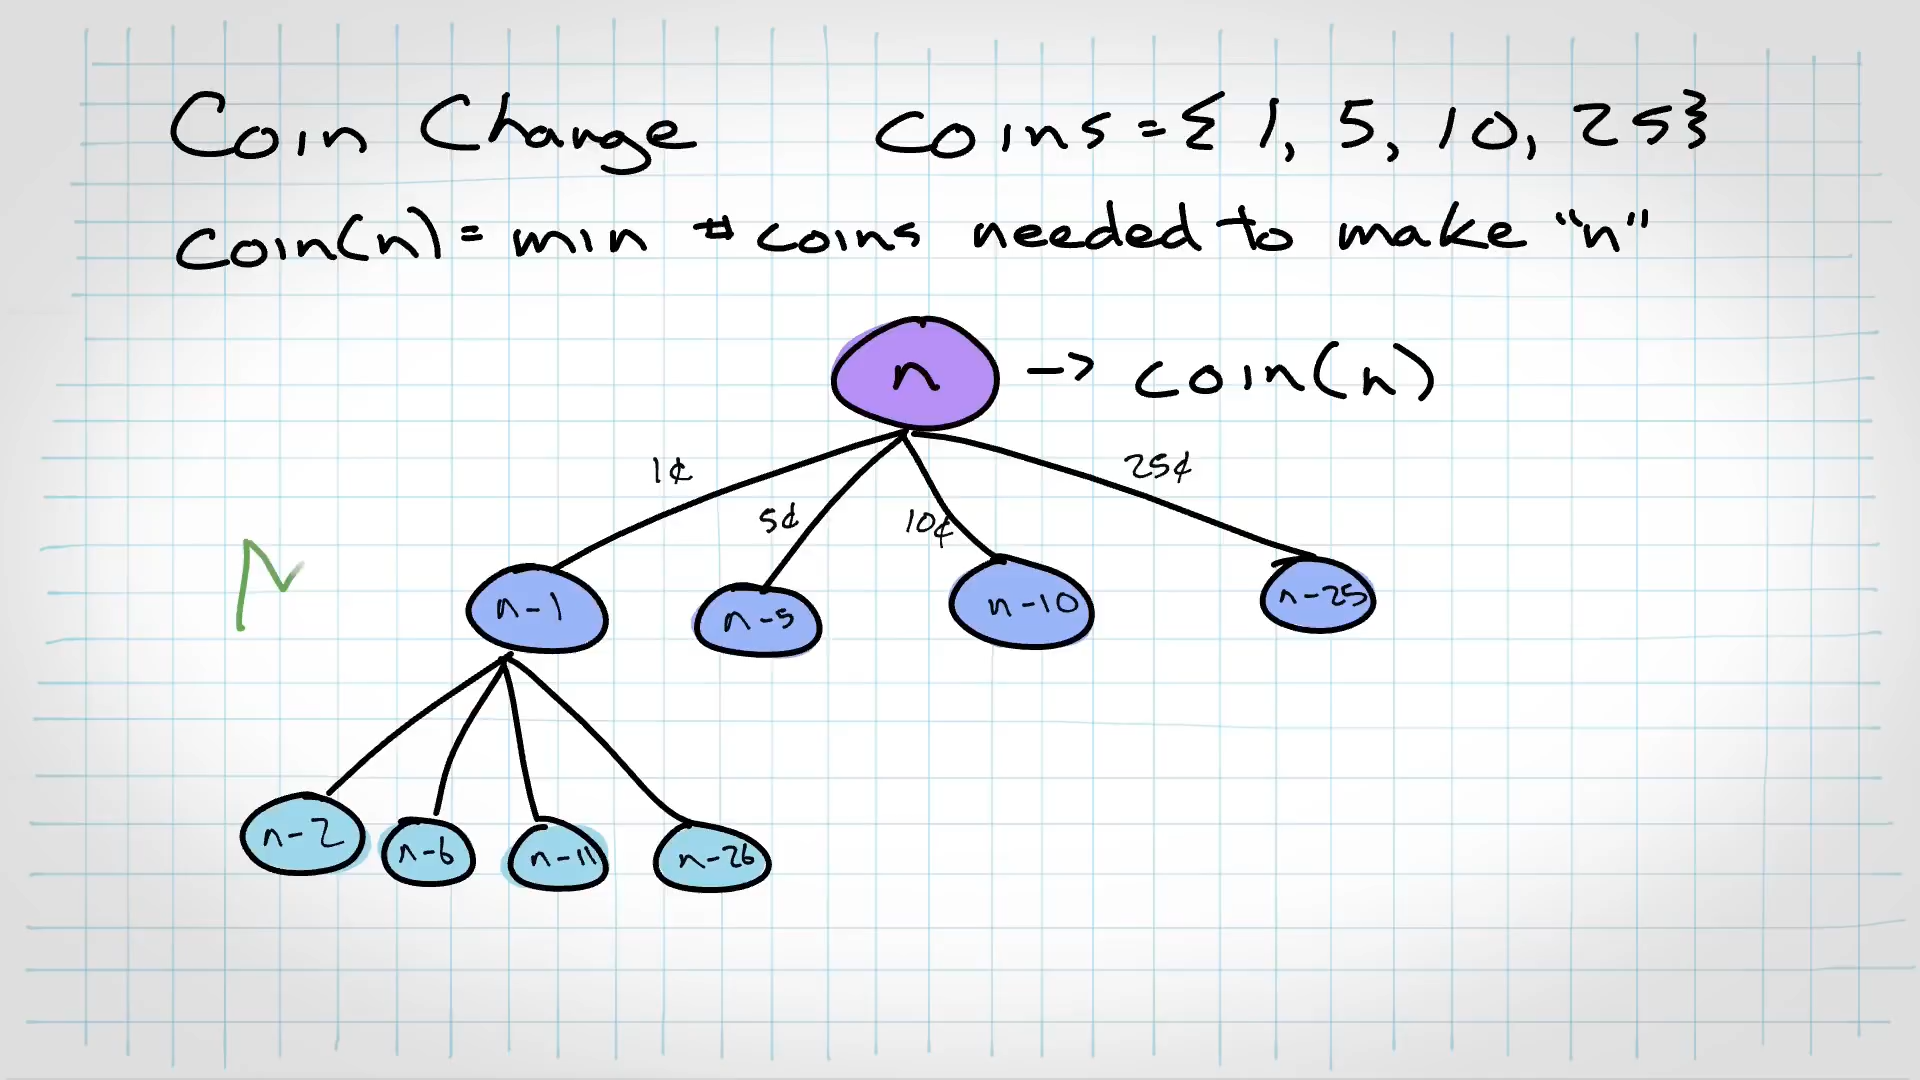 Coin Change
coins = { 1, 5, 10, 25}
coin(n) = min # coins needed to make "n"
n → coin(n)
1¢
25¢
5¢
10¢
N
n-1
n-5
n-10
n-25
n-2
n-6
n-11
n-26